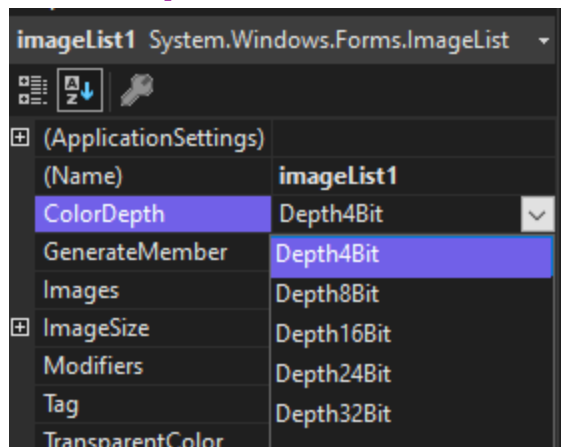 imageList1 System.Windows.Forms.ImageList
A
Z
(ApplicationSettings)
(Name) imageList1
ColorDepth Depth4Bit
GenerateMember Depth4Bit
Images Depth8Bit
ImageSize Depth16Bit
Modifiers Depth24Bit
Tag Depth32Bit
TransparentColor